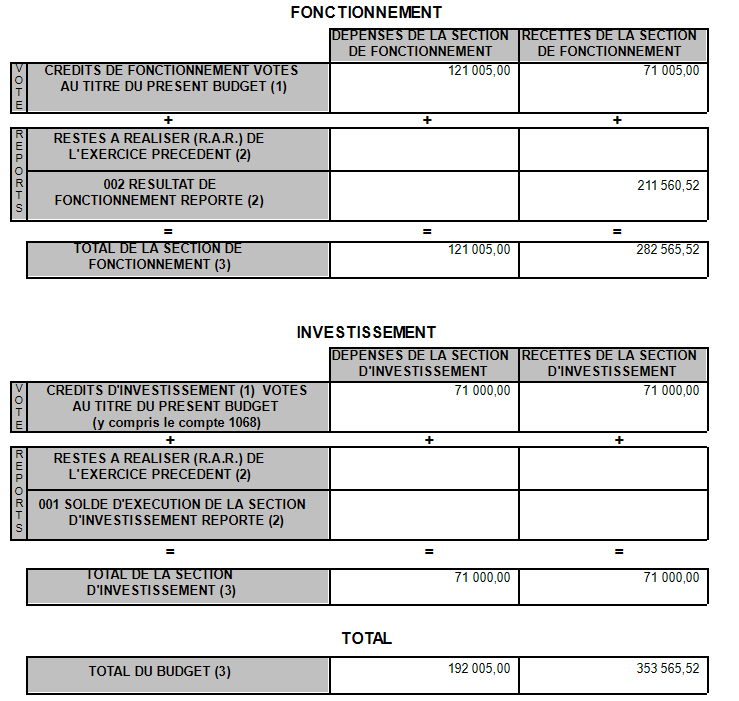 FONCTIONNEMENT
DEPENSES DE LA SECTION DE FONCTIONNEMENT
RECETTES DE LA SECTION DE FONCTIONNEMENT
VOTE
CREDITS DE FONCTIONNEMENT VOTES
AU TITRE DU PRESENT BUDGET (1)
121 005,00
71 005,00
+ + +
REPORTS
RESTES A REALISER (R.A.R.) DE
L'EXERCICE PRECEDENT (2)
002 RESULTAT DE
FONCTIONNEMENT REPORTE (2)
211 560,52
= = =
TOTAL DE LA SECTION DE
FONCTIONNEMENT (3)
121 005,00
282 565,52
INVESTISSEMENT
DEPENSES DE LA SECTION D'INVESTISSEMENT
RECETTES DE LA SECTION D'INVESTISSEMENT
VOTE
CREDITS D'INVESTISSEMENT (1) VOTES
AU TITRE DU PRESENT BUDGET
(y compris le compte 1068)
71 000,00
71 000,00
+ + +
REPORTS
RESTES A REALISER (R.A.R.) DE
L'EXERCICE PRECEDENT (2)
001 SOLDE D'EXECUTION DE LA SECTION
D'INVESTISSEMENT REPORTE (2)
= = =
TOTAL DE LA SECTION
D'INVESTISSEMENT (3)
71 000,00
71 000,00
TOTAL
TOTAL DU BUDGET (3)
192 005,00
353 565,52